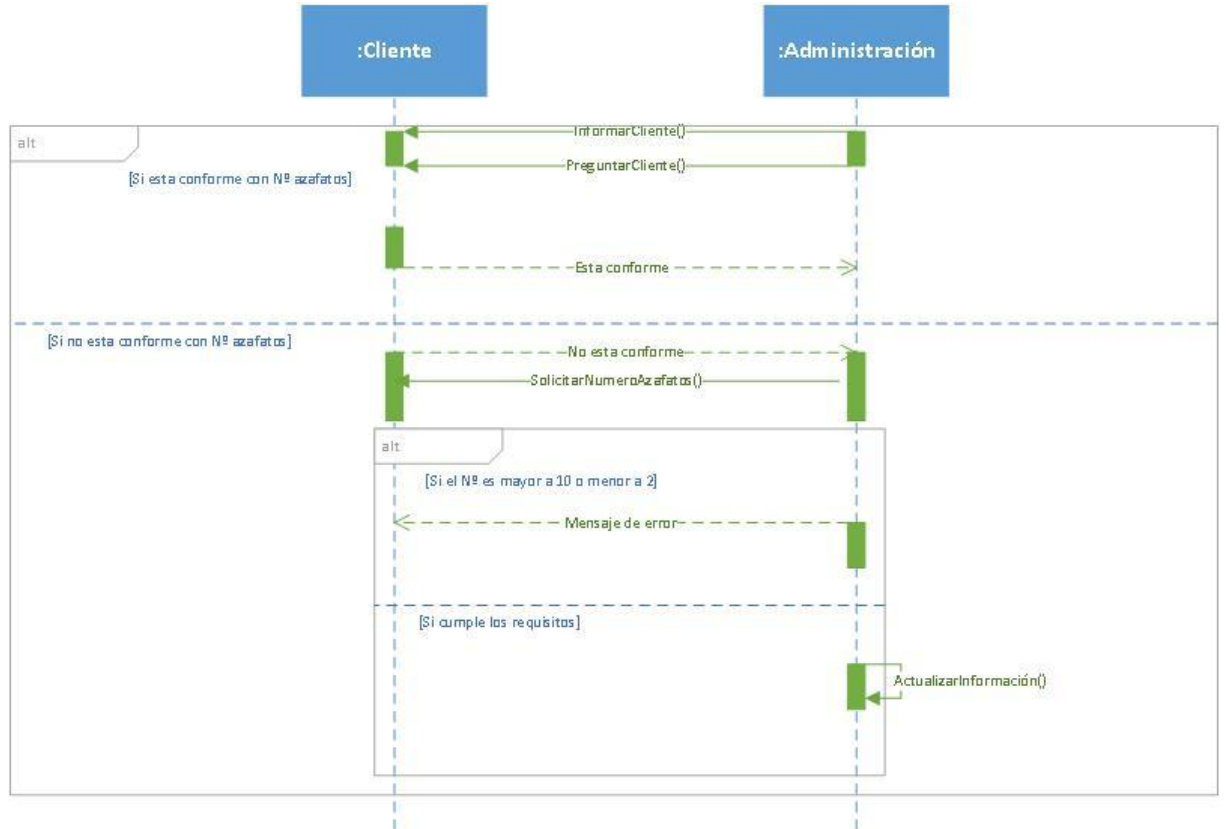 :Cliente
:Administración
alt
InformarCliente()
PreguntarCliente()
[Si esta conforme con Nº azafatos]
Esta conforme
[Si no esta conforme con Nº azafatos]
No esta conforme
SolicitarNumeroAzafatos()
alt
[Si el Nº es mayor a 10 o menor a 2]
Mensaje de error
[Si cumple los requisitos]
ActualizarInformación()